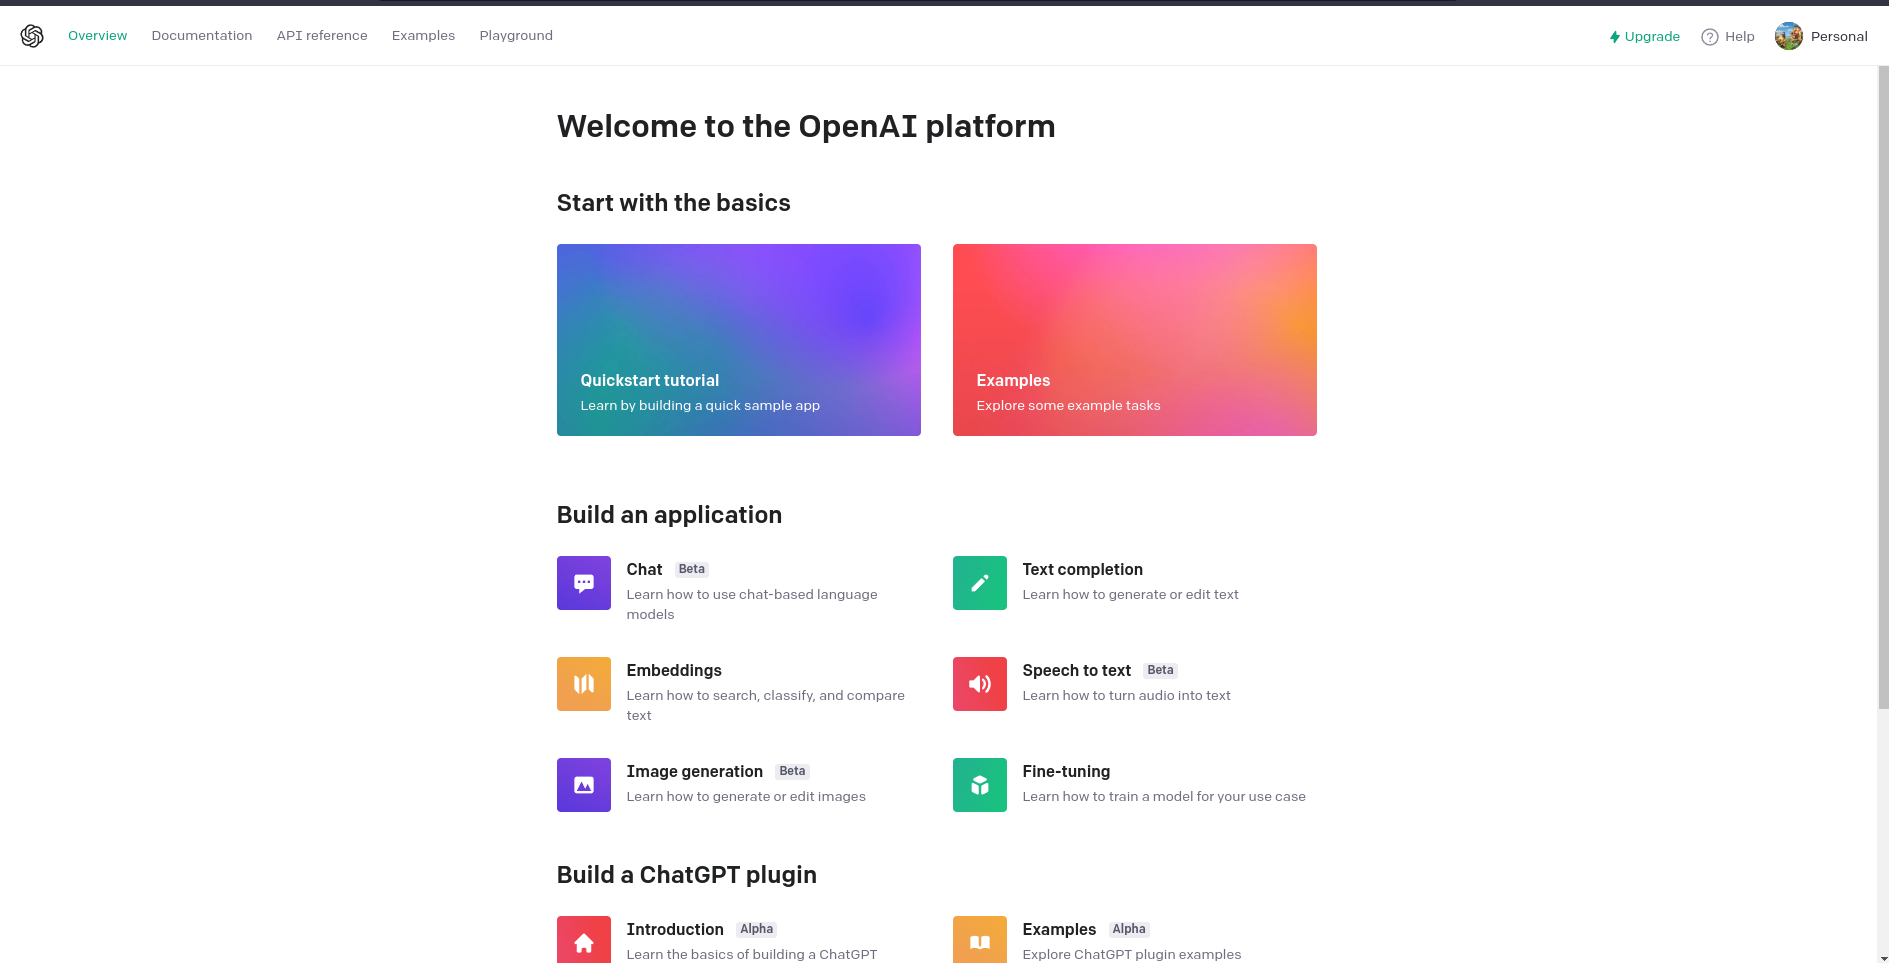 Overview Documentation API reference Examples Playground Upgrade Help Personal
Welcome to the OpenAI platform
Start with the basics
Quickstart tutorial
Learn by building a quick sample app
Examples
Explore some example tasks
Build an application
Chat Beta
Learn how to use chat-based language
models
Text completion
Learn how to generate or edit text
Embeddings
Learn how to search, classify, and compare
text
Speech to text Beta
Learn how to turn audio into text
Image generation Beta
Learn how to generate or edit images
Fine-tuning
Learn how to train a model for your use case
Build a ChatGPT plugin
Introduction Alpha
Learn the basics of building a ChatGPT
Examples Alpha
Explore ChatGPT plugin examples